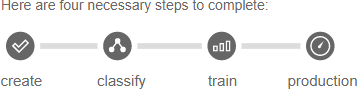 Here are four necessary steps to complete:
create classify train production